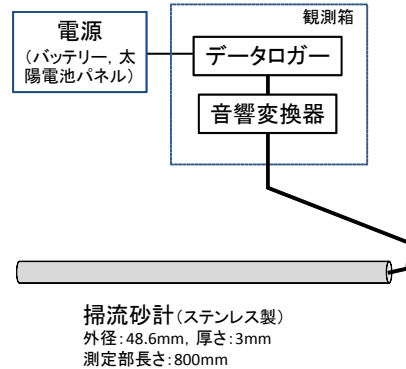 観測箱
電源
(バッテリー, 太
陽電池パネル)
データロガー
音響変換器
掃流砂計(ステンレス製)
外径:48.6mm, 厚さ:3mm
測定部長さ:800mm